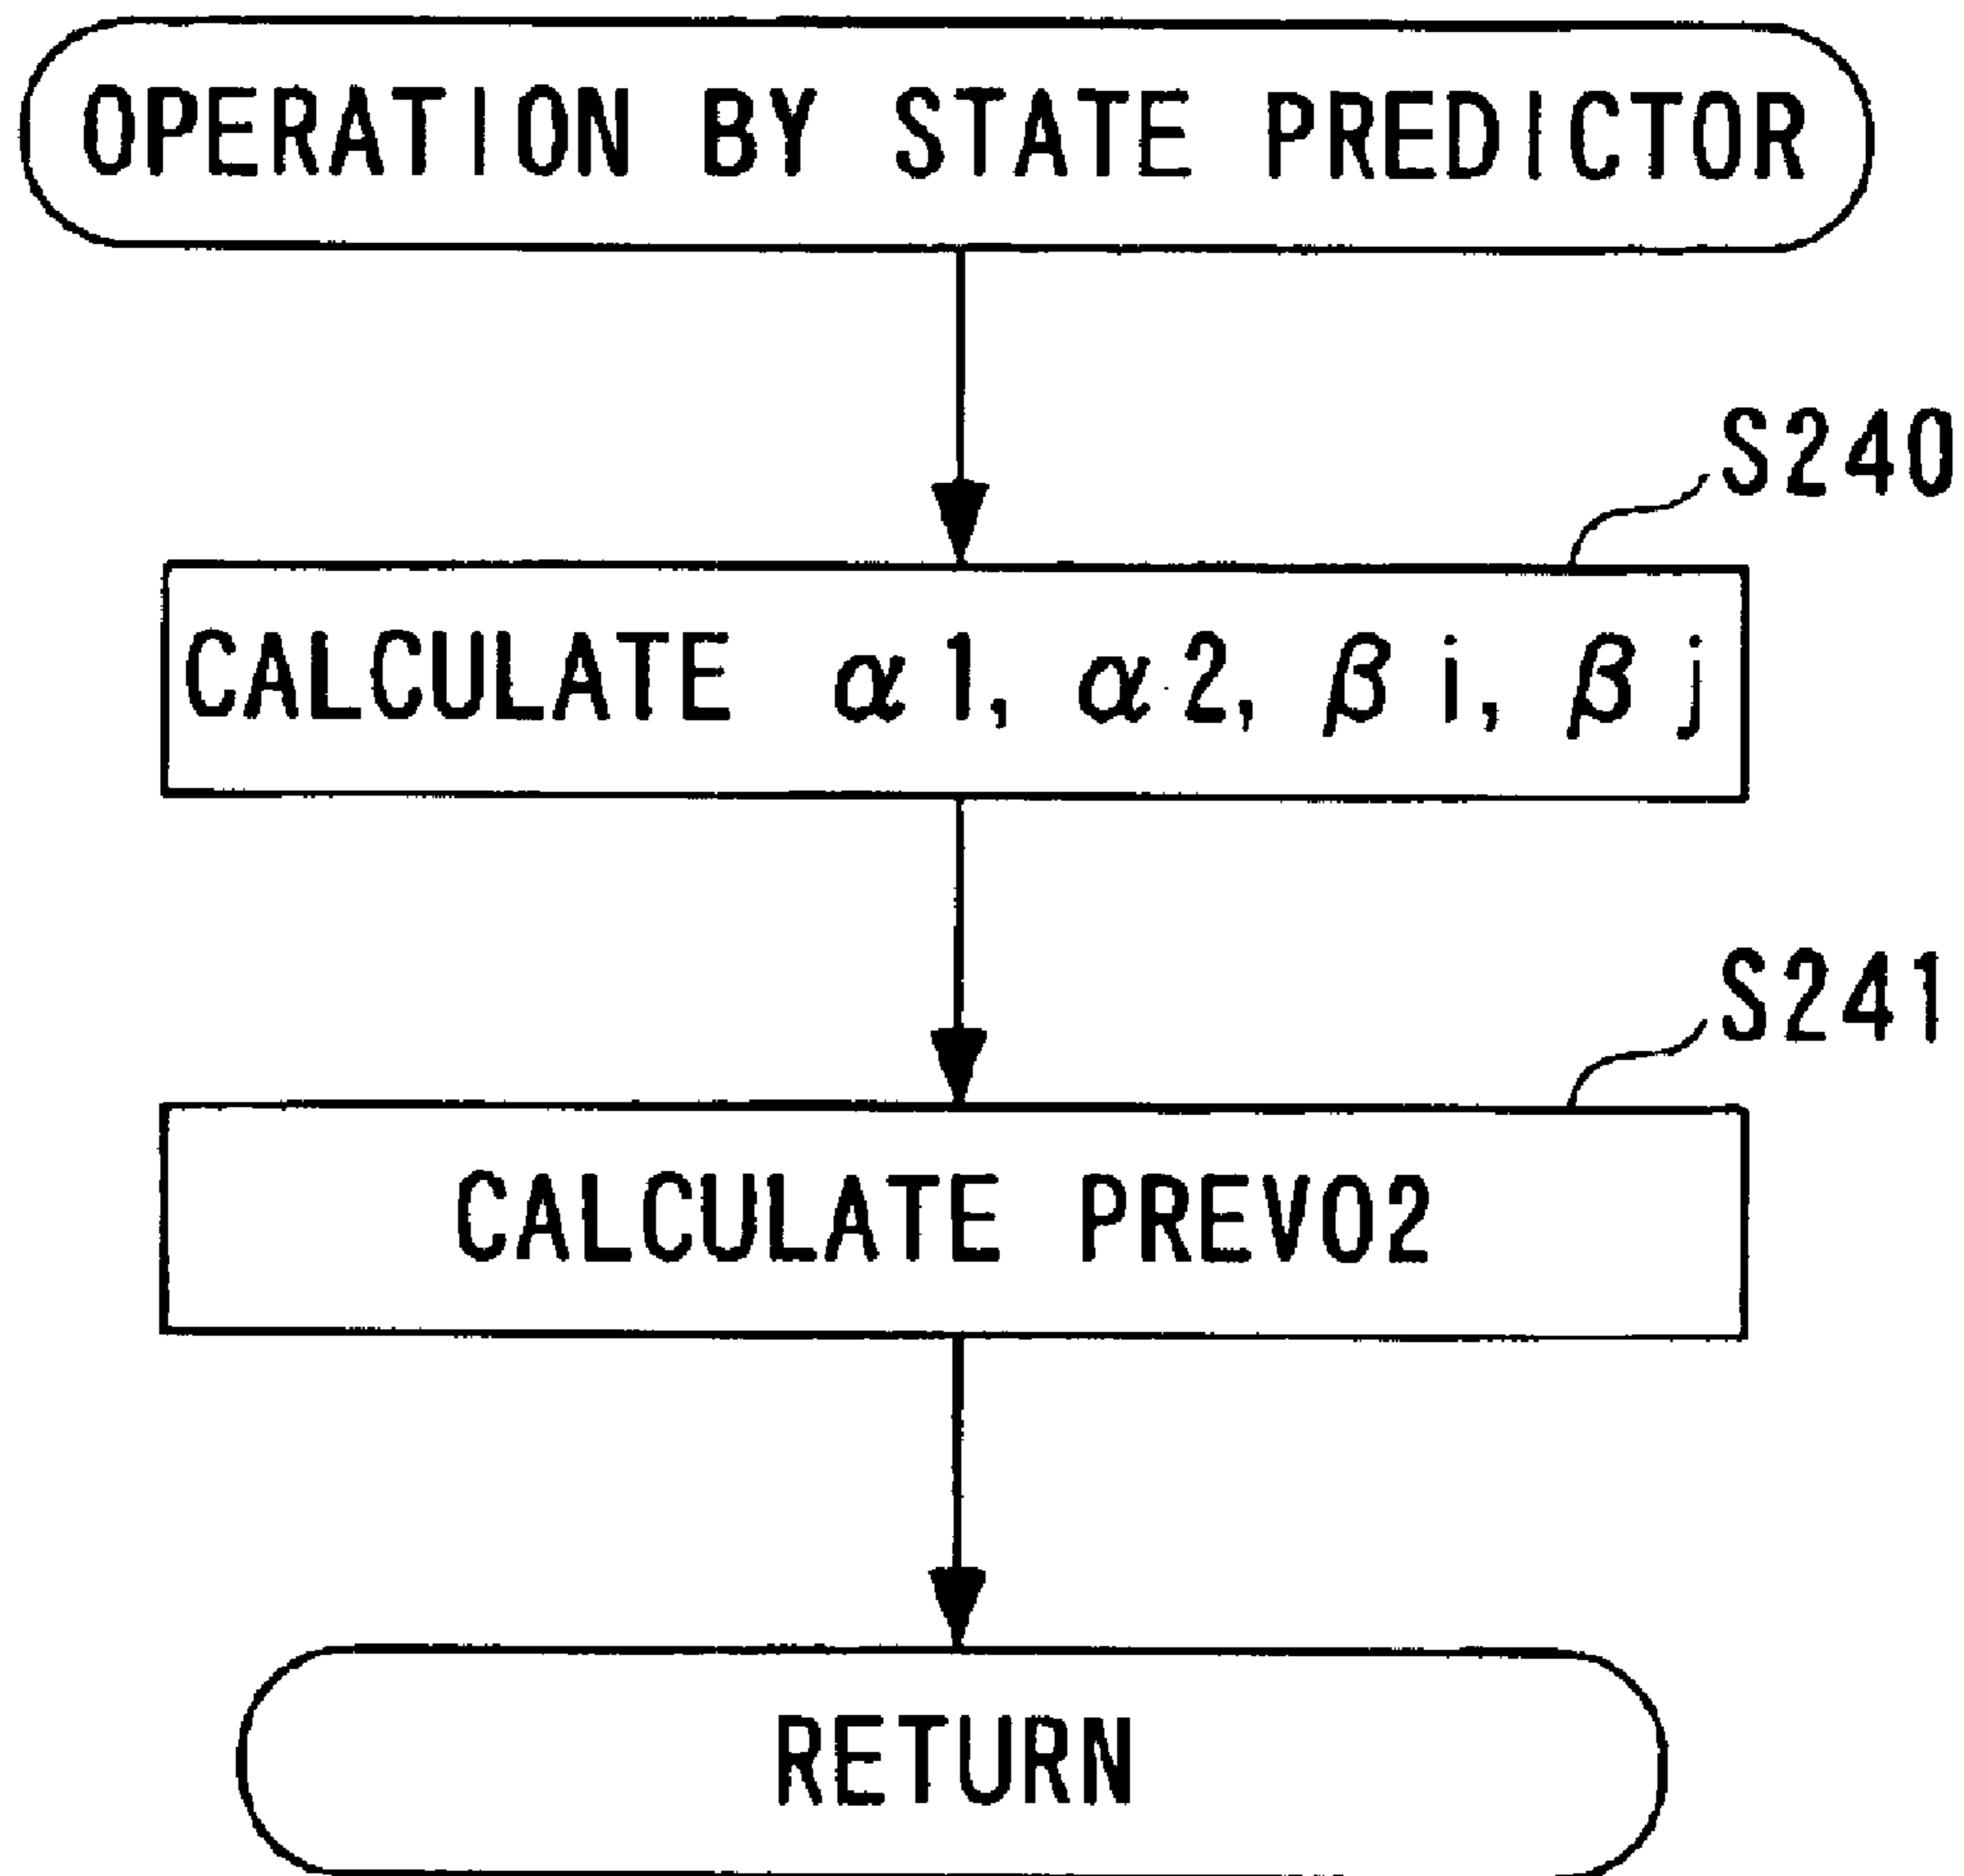 OPERATION BY STATE PREDICTOR
S240
CALCULATE α1, α2, βi, βj
S241
CALCULATE PREVO2
RETURN